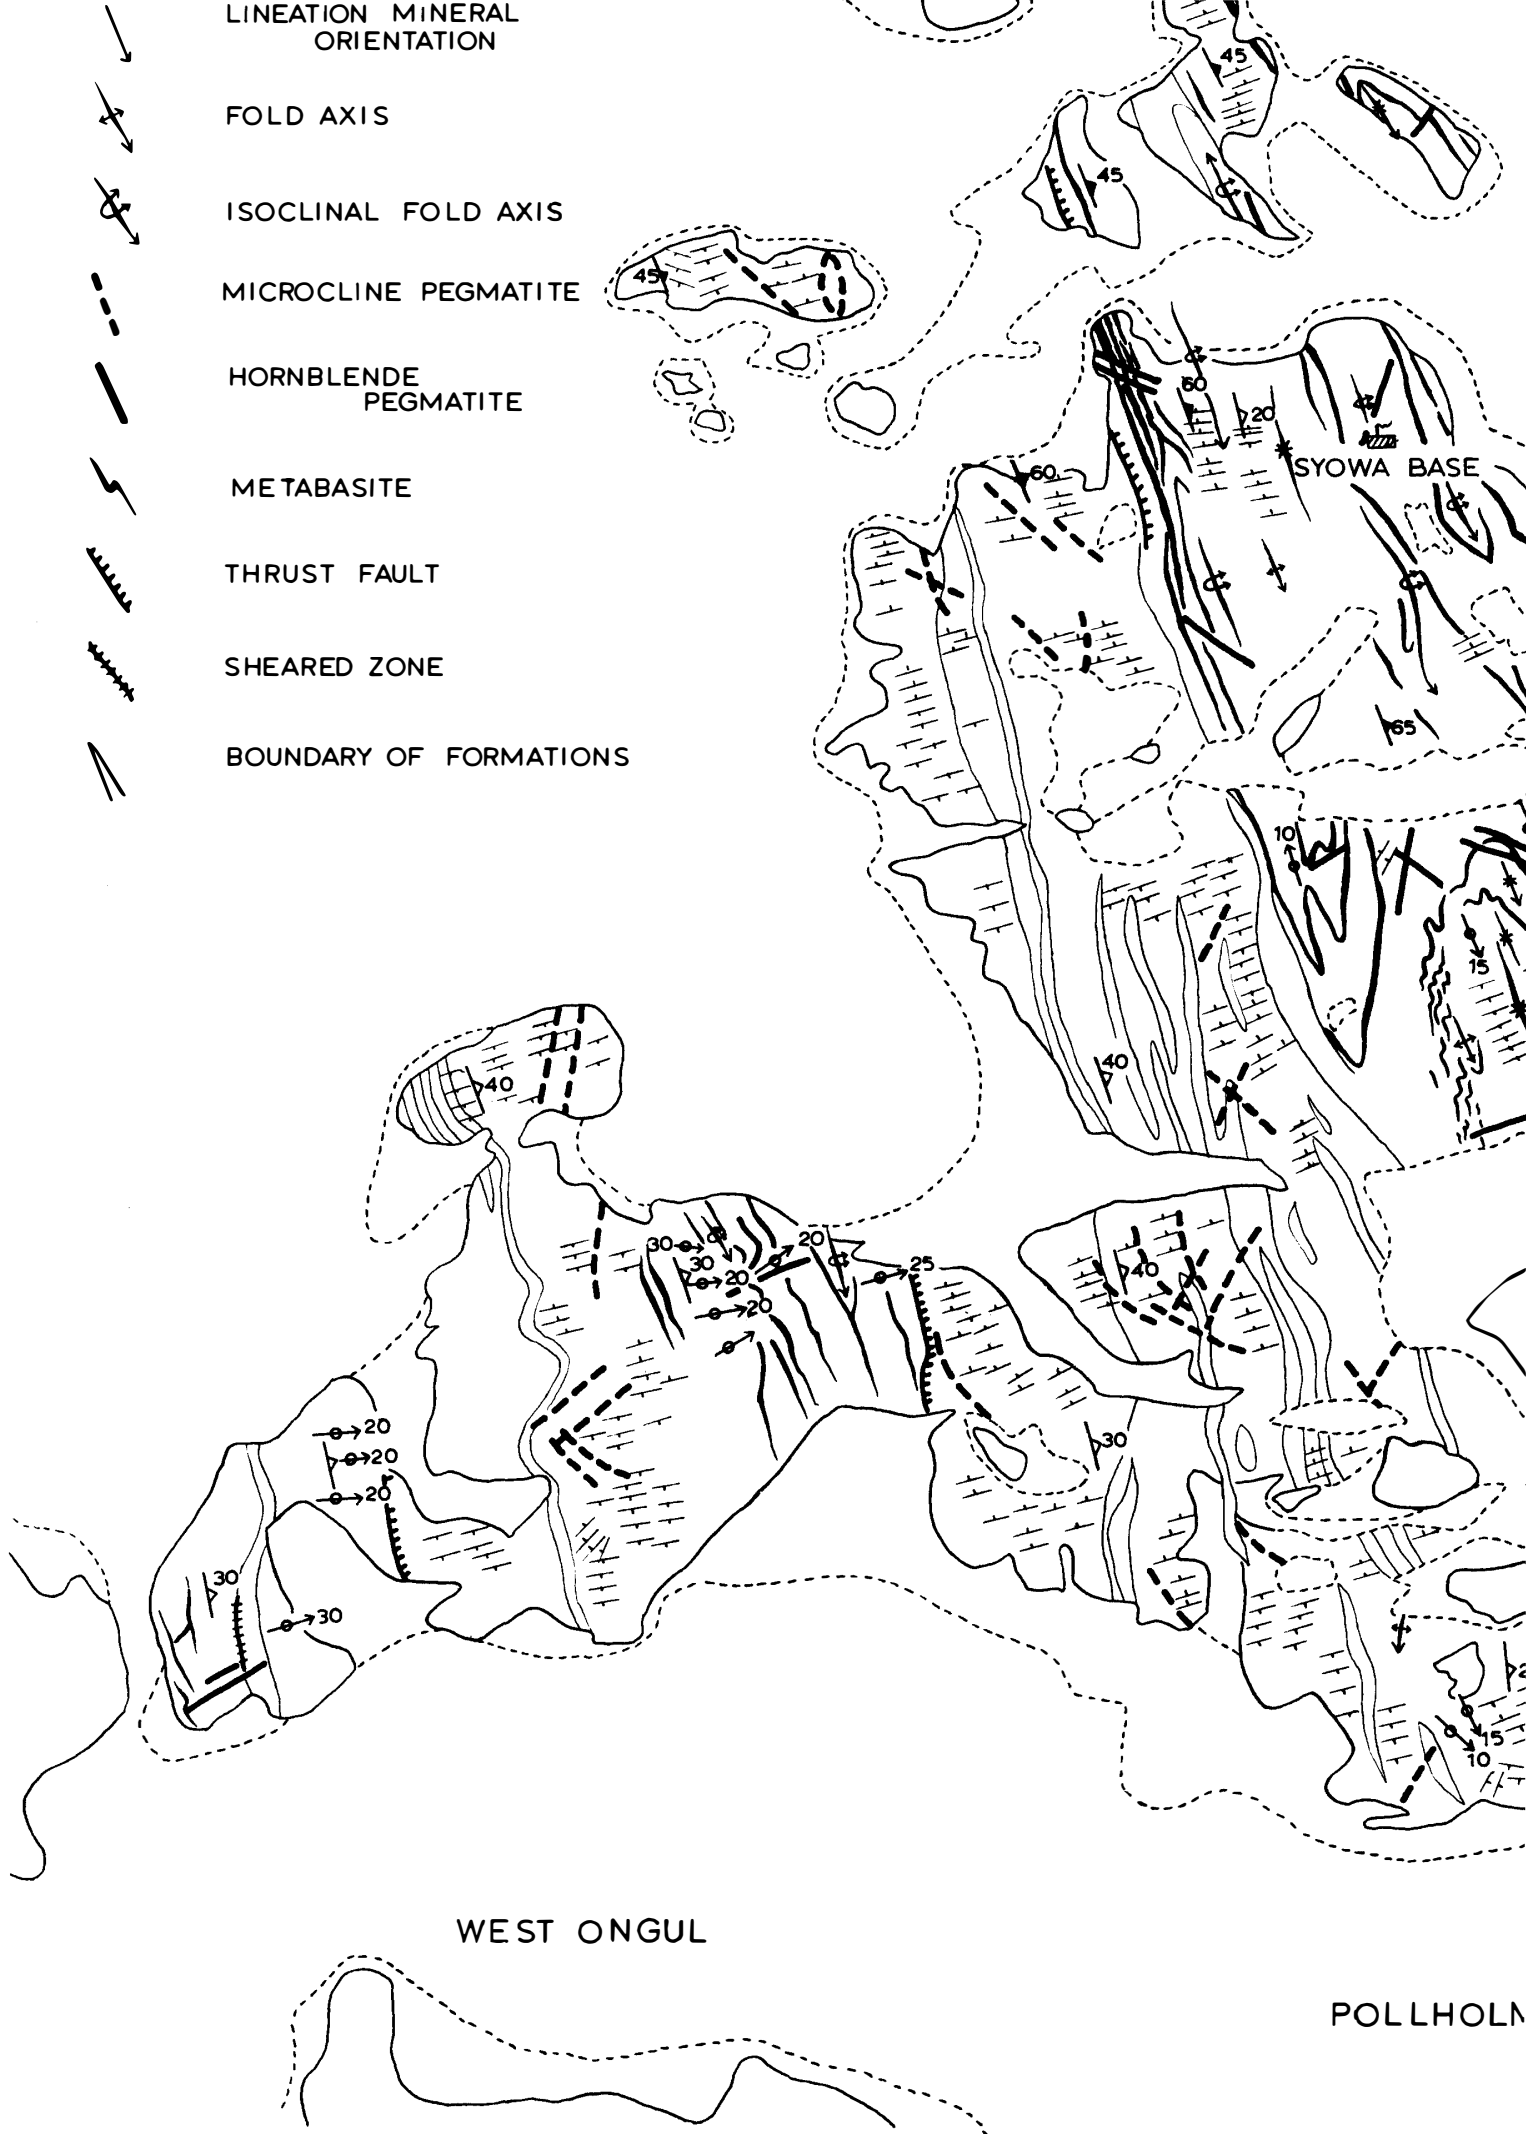 LINEATION MINERAL
ORIENTATION
FOLD AXIS
ISOCLINAL FOLD AXIS
MICROCLINE PEGMATITE
HORNBLENDE
PEGMATITE
METABASITE
THRUST FAULT
SHEARED ZONE
BOUNDARY OF FORMATIONS
45
45
45
60
20
SYOWA BASE
60
65
10
15
40
40
30
20
30
20
25
20
40
20
30
20
20
30
30
2
15
10
WEST ONGUL
POLLHOLM